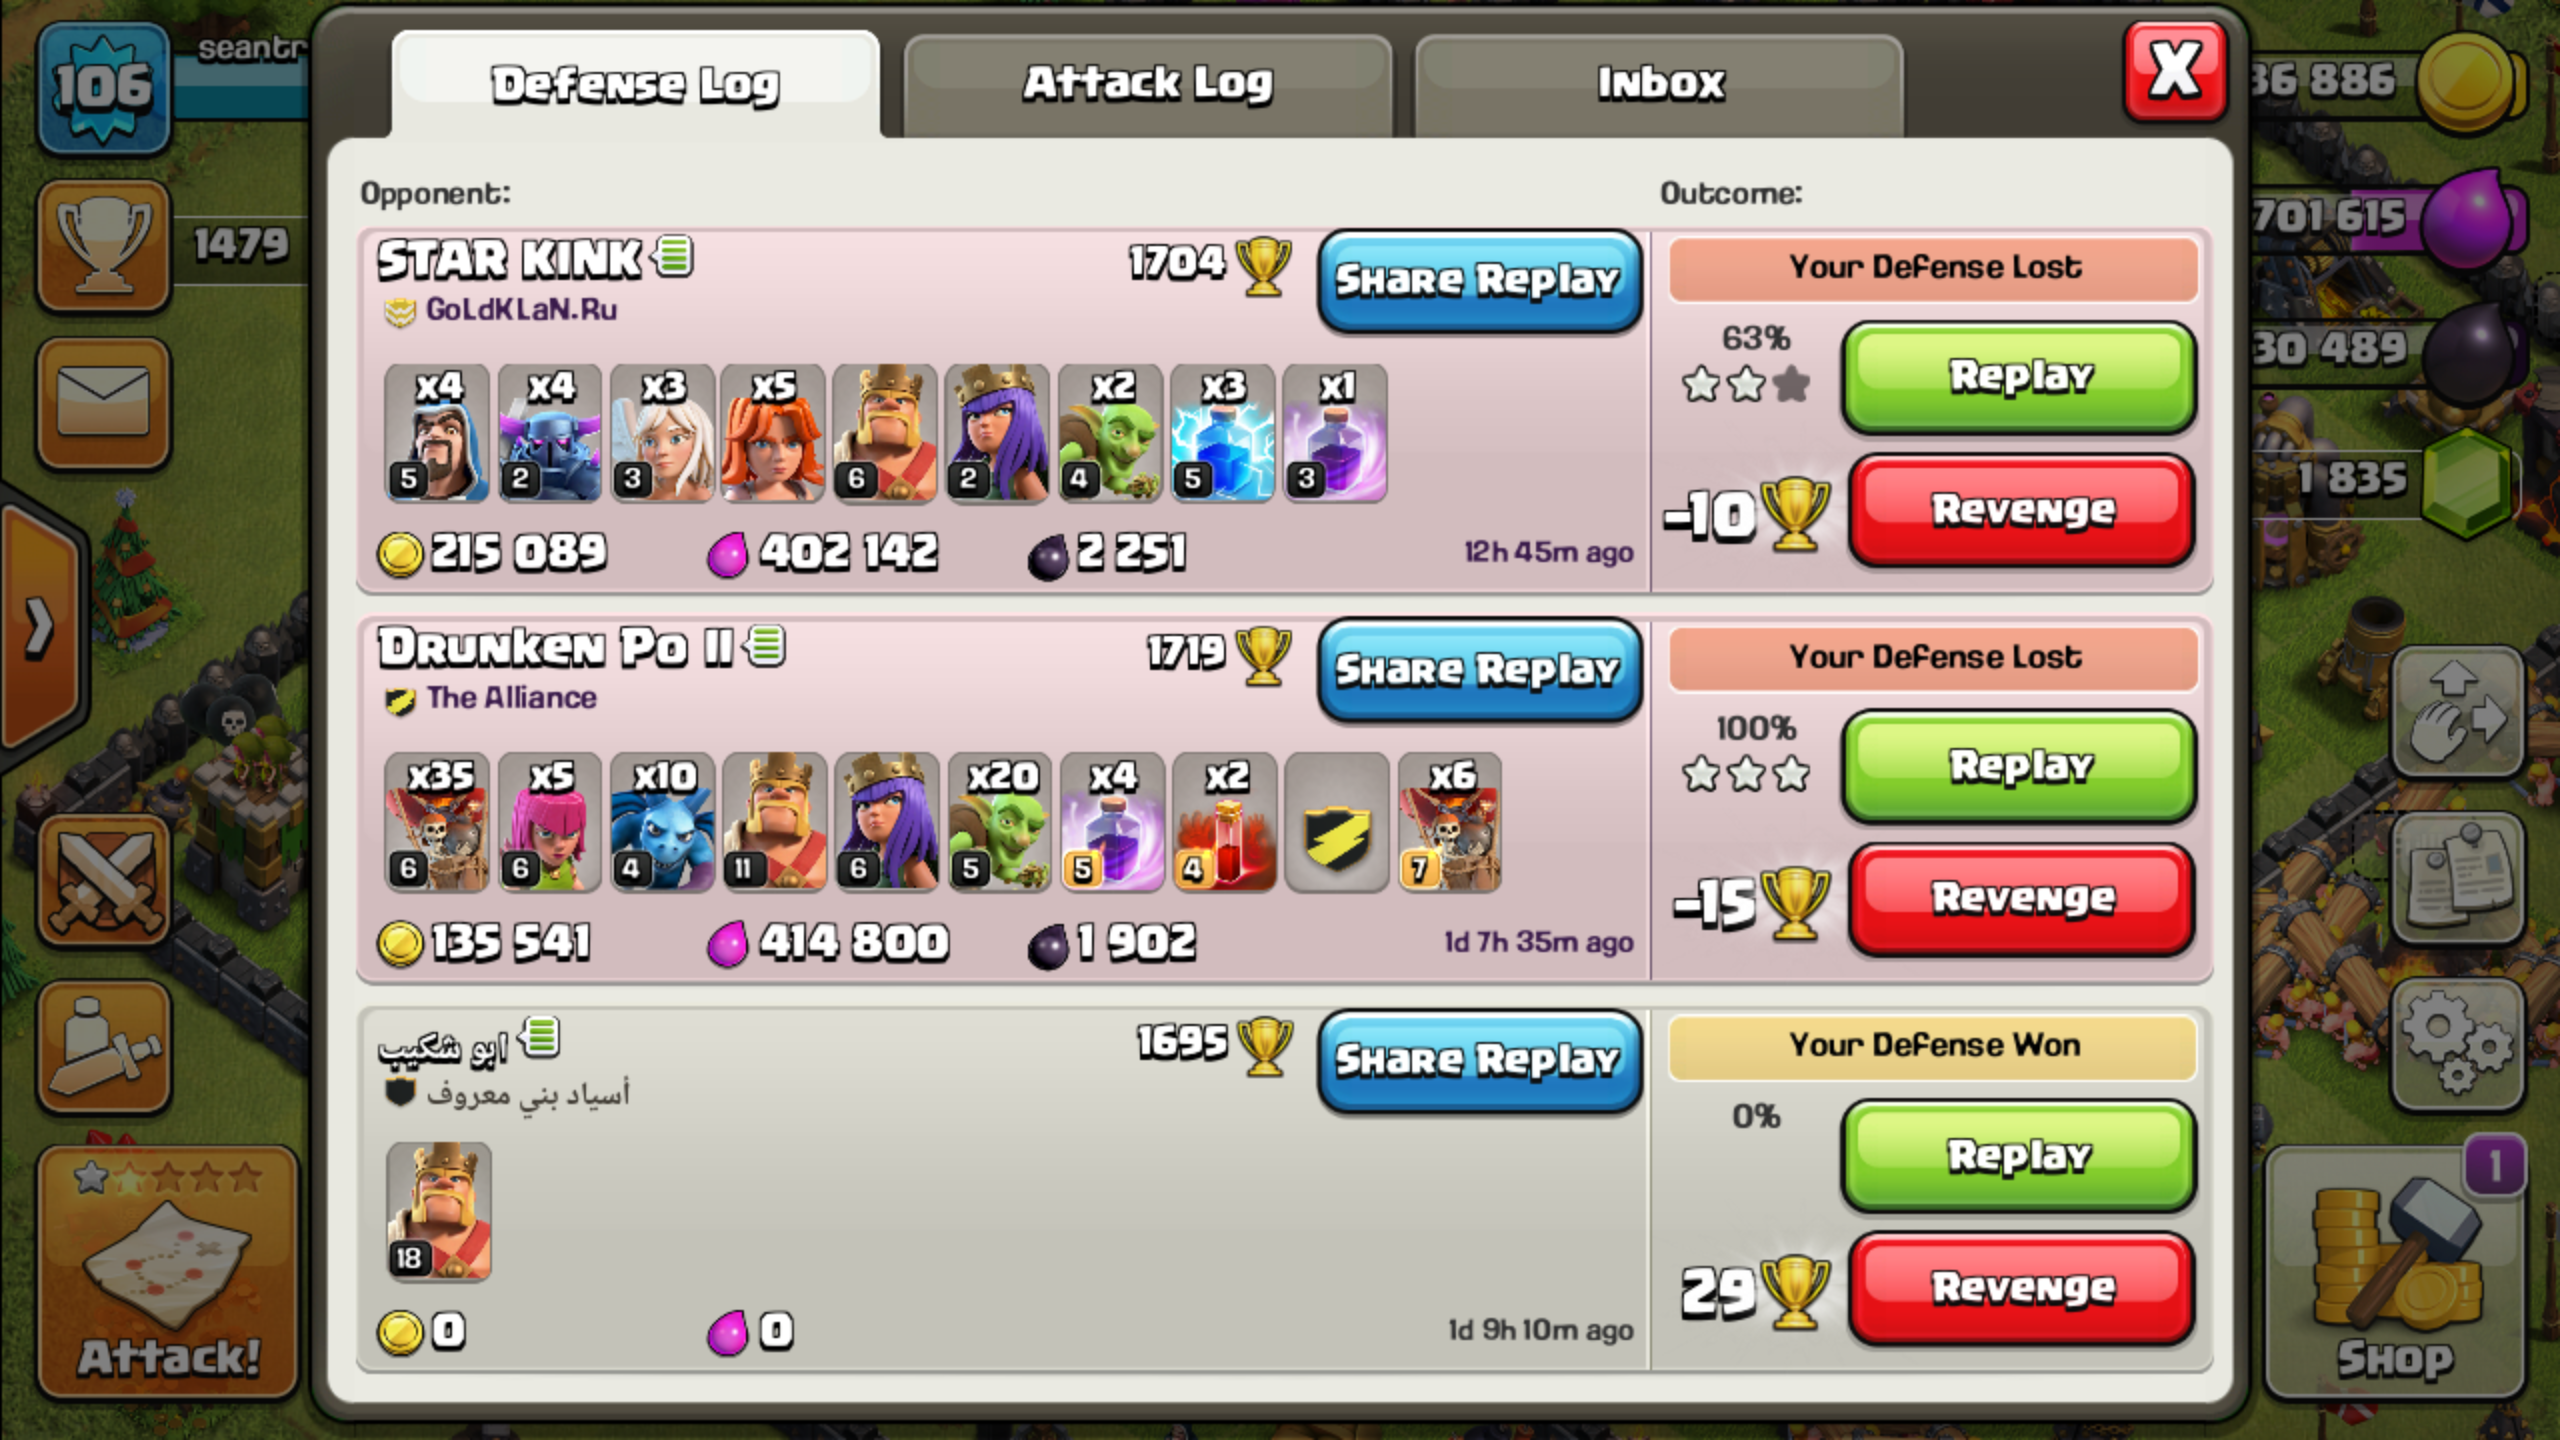 106
seantr
1479
Defense Log
Attack Log
Inbox
X
36 886
701 615
30 489
1 835
Opponent:
Outcome:
STAR KINK
1704
Share Replay
GoLdKLaN.Ru
x4 x4 x3 x5 x2 x3 x1
5 2 3 6 2 4 5 3
215 089
402 142
2 251
12h 45m ago
Your Defense Lost
63%
Replay
-10
Revenge
Drunken Po II
1719
Share Replay
The Alliance
x35 x5 x10 x20 x4 x2 x6
6 6 4 11 6 5 5 4 7
135 541
414 800
1 902
1d 7h 35m ago
Your Defense Lost
100%
Replay
-15
Revenge
ابو شكيب
1695
Share Replay
أسياد بني معروف
18
0
0
1d 9h 10m ago
Your Defense Won
0%
Replay
29
Revenge
Attack!
1
Shop